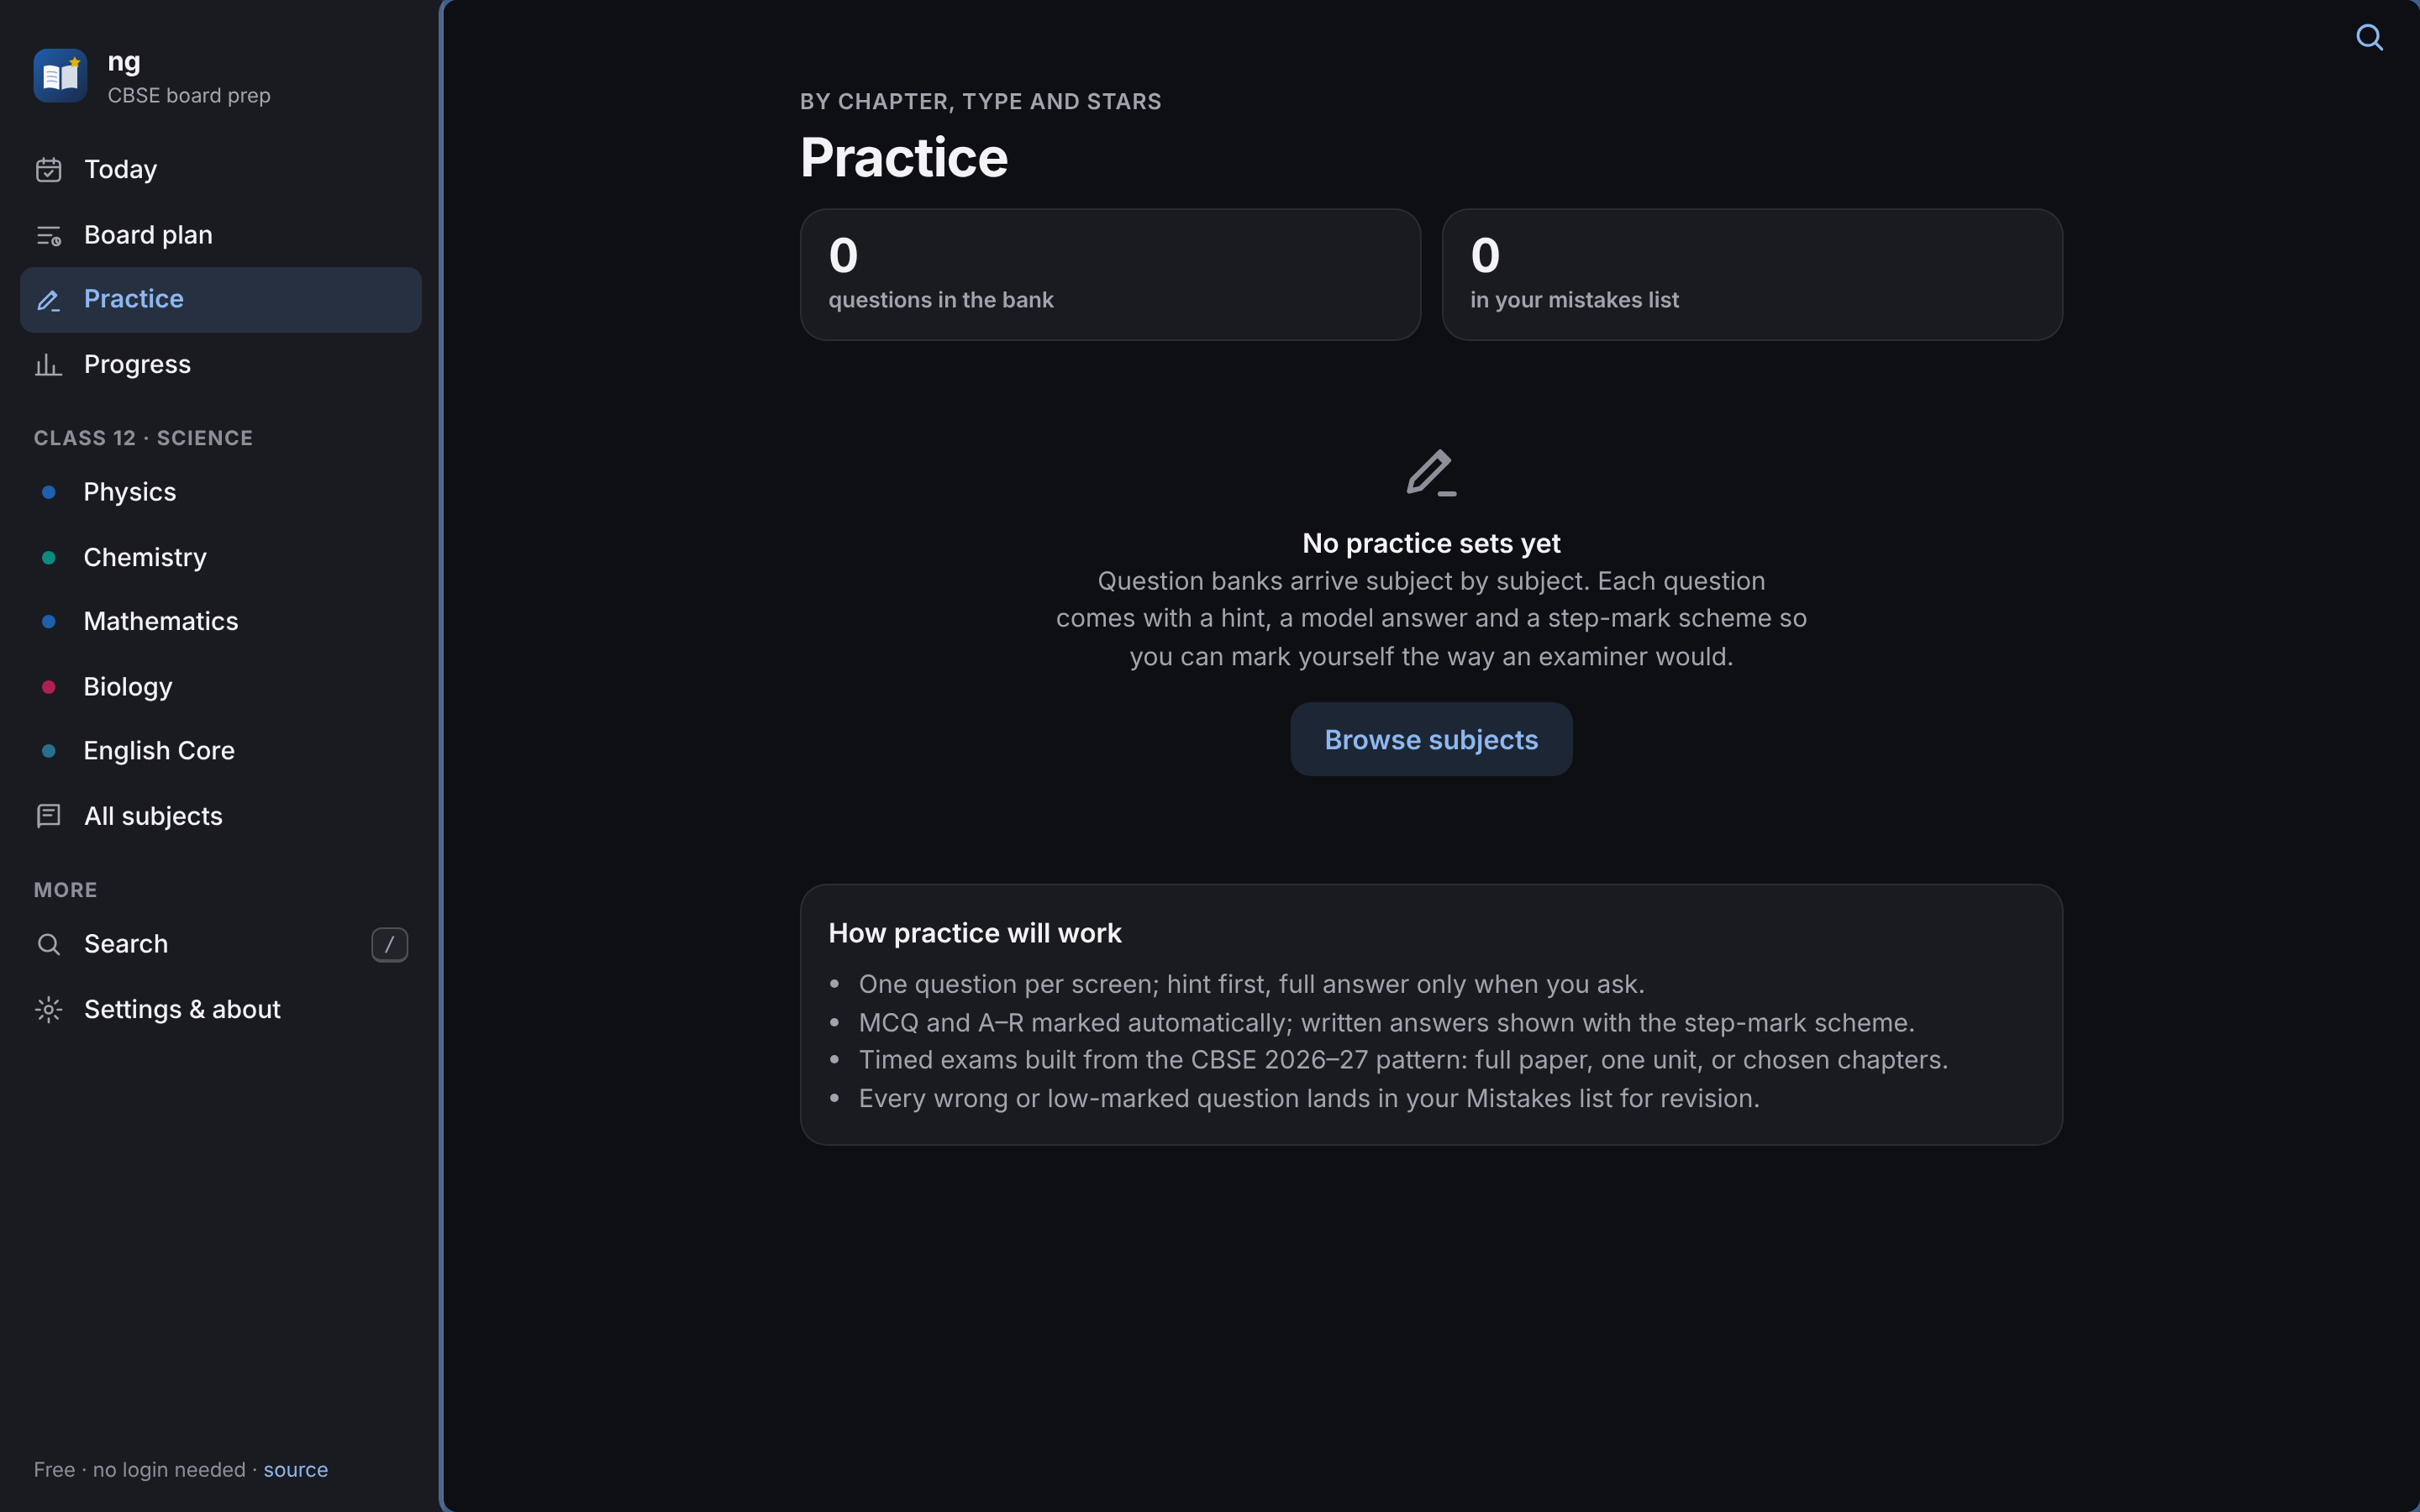 ng
CBSE board prep
Today
Board plan
Practice
Progress
CLASS 12 · SCIENCE
Physics
Chemistry
Mathematics
Biology
English Core
All subjects
MORE
Search
/
Settings & about
Free · no login needed · source
BY CHAPTER, TYPE AND STARS
Practice
0
questions in the bank
0
in your mistakes list
No practice sets yet
Question banks arrive subject by subject. Each question
comes with a hint, a model answer and a step-mark scheme so
you can mark yourself the way an examiner would.
Browse subjects
How practice will work
• One question per screen; hint first, full answer only when you ask.
• MCQ and A–R marked automatically; written answers shown with the step-mark scheme.
• Timed exams built from the CBSE 2026–27 pattern: full paper, one unit, or chosen chapters.
• Every wrong or low-marked question lands in your Mistakes list for revision.